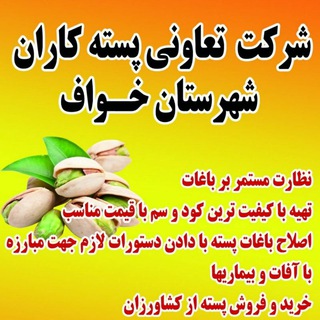 شرکت تعاونی پسته کاران
شهرستان خـواف
نظارت مستمر بر باغات
تهیه با کیفیت ترین کود و سم با قیمت مناسب
اصلاح باغات پسته با دادن دستورات لازم جهت مبارزه
با آفات و بیماریها
خرید و فروش پسته از کشاورزان